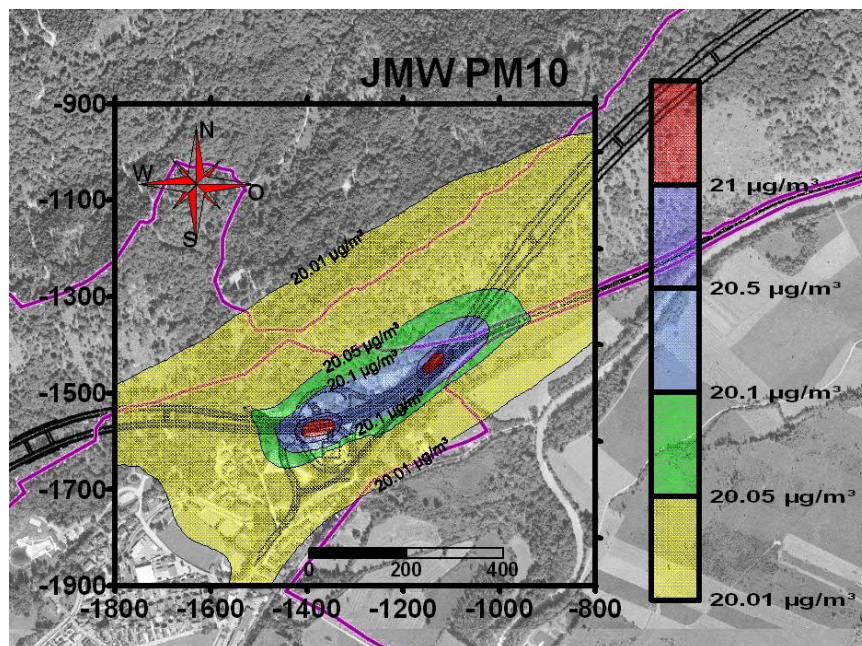 JMW PM10
-900
-1100
-1300
-1500
-1700
-1900
-1800 -1600 -1400 -1200 -1000 -800
N
W O
S
20.01 µg/m³
20.05 µg/m³
20.1 µg/m³
20.1 µg/m³
20.01 µg/m³
0 200 400
21 µg/m³
20.5 µg/m³
20.1 µg/m³
20.05 µg/m³
20.01 µg/m³